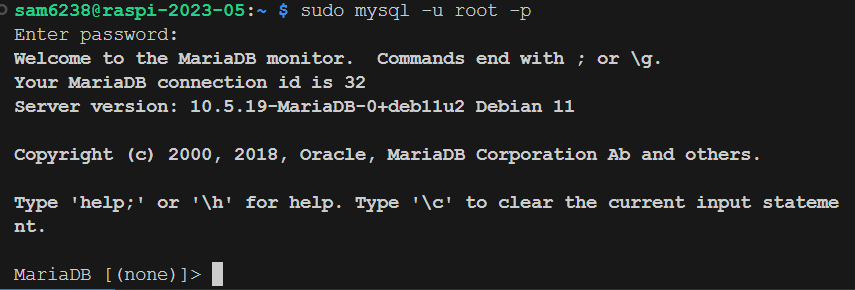 sam6238@raspi-2023-05:~ $ sudo mysql -u root -p
Enter password:
Welcome to the MariaDB monitor.  Commands end with ; or \g.
Your MariaDB connection id is 32
Server version: 10.5.19-MariaDB-0+deb11u2 Debian 11

Copyright (c) 2000, 2018, Oracle, MariaDB Corporation Ab and others.

Type 'help;' or '\h' for help. Type '\c' to clear the current input stateme
nt.

MariaDB [(none)]>